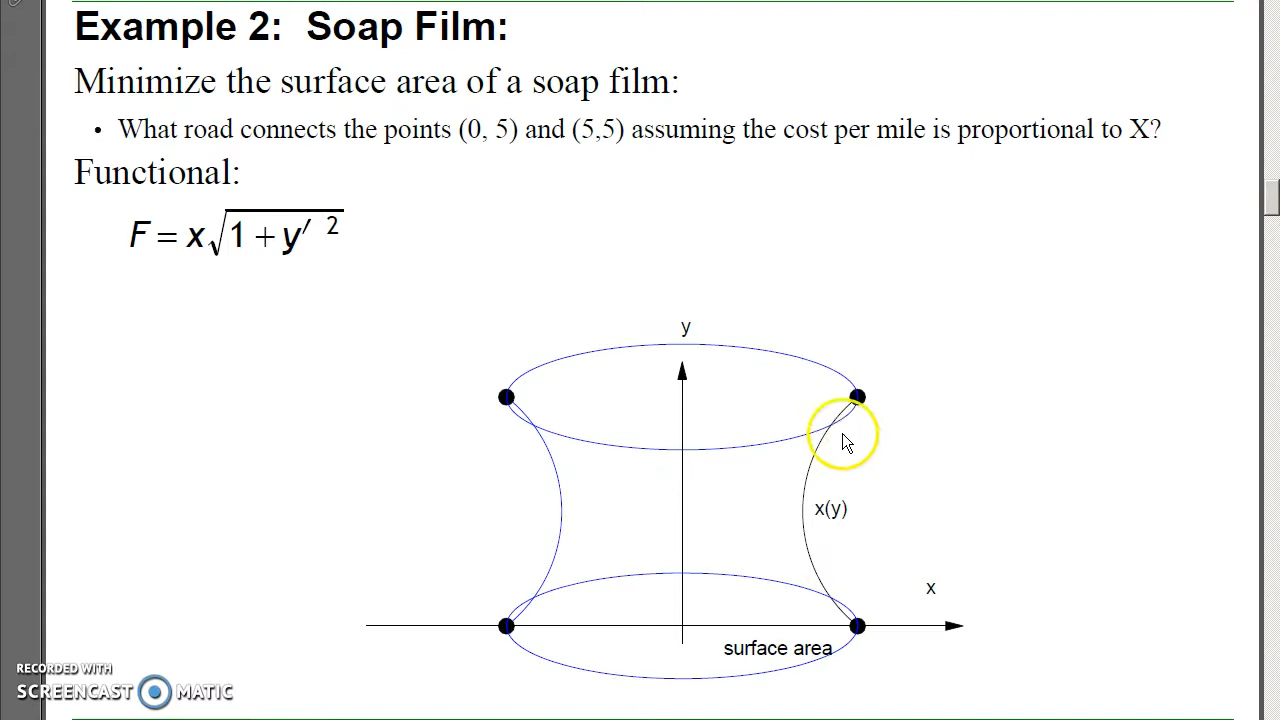 Example 2: Soap Film:
Minimize the surface area of a soap film:
• What road connects the points (0, 5) and (5,5) assuming the cost per mile is proportional to X?
Functional:
F = x√1 + y′ 2
y
x(y)
x
surface area
RECORDED WITH
SCREENCAST MATIC